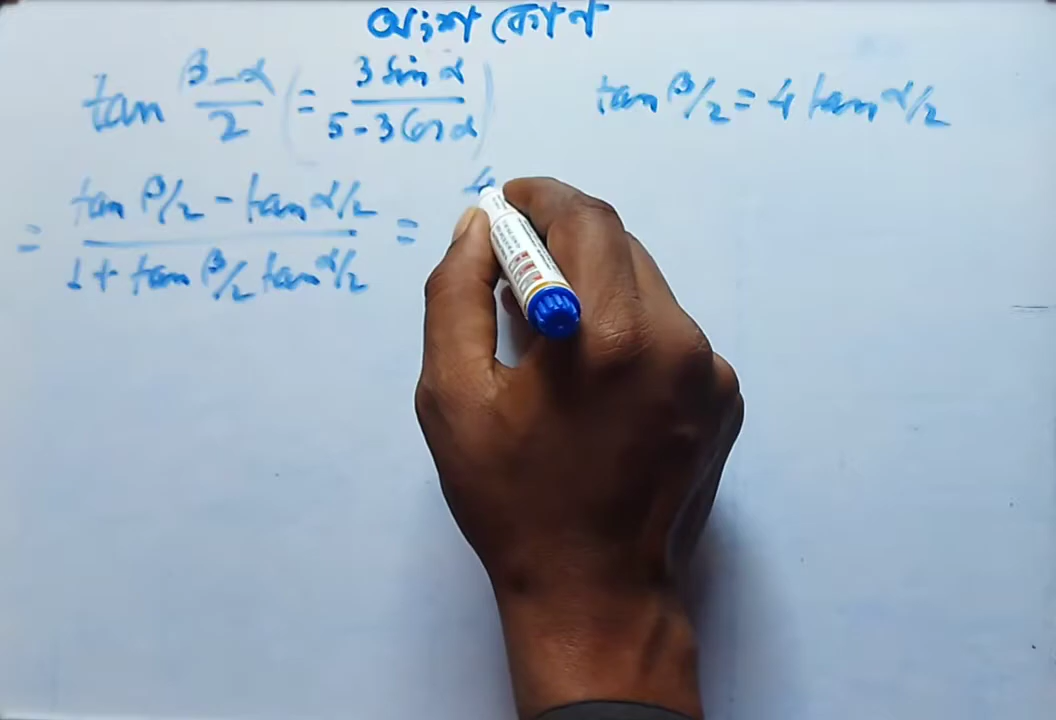 অংশ কোণ
tan (β-α)/2 (= (3 sin α)/(5 - 3 Cos α)) tan β/2 = 4 tan α/2
= (tan β/2 - tan α/2)/(1 + tan β/2 tan α/2) = 4